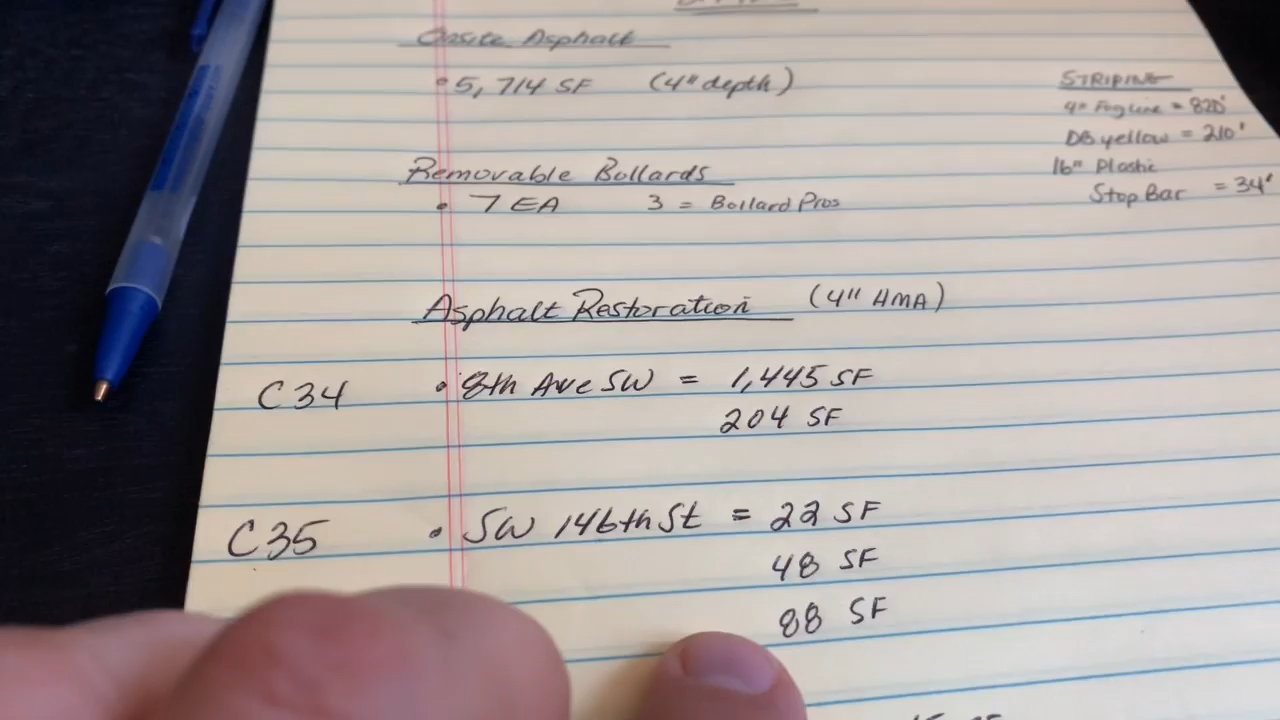 Onsite Asphalt
• 5,714 SF (4" depth)
STRIPING
4" Fog Line = 820'
DB yellow = 210'
16" Plastic
Stop Bar = 34'
Removable Bollards
• 7 EA 3 = Bollard Pros
Asphalt Restoration (4" HMA)
C34 • 8th Ave SW = 1,445 SF
204 SF
C35 • SW 146th St = 22 SF
48 SF
88 SF